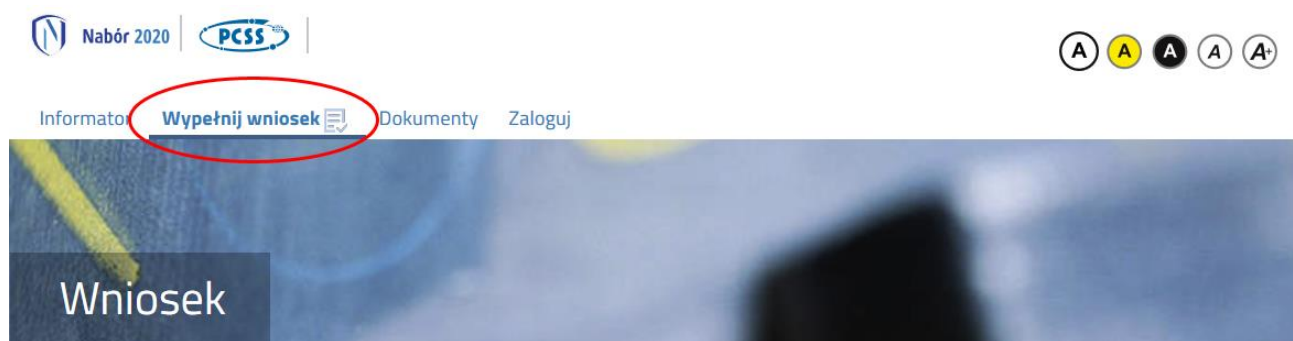 Nabór 2020 PCSS A A A A A+
Informator Wypełnij wniosek Dokumenty Zaloguj
Wniosek